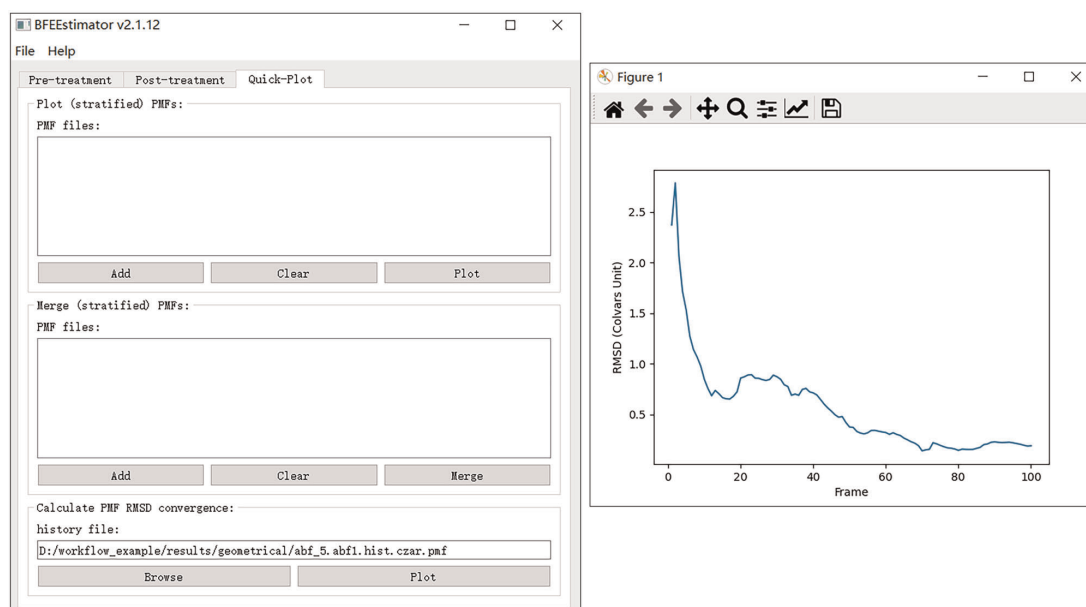 BFEEstimator v2.1.12
File Help
Pre-treatment Post-treatment Quick-Plot
Plot (stratified) PMFs:
PMF files:
Add Clear Plot
Merge (stratified) PMFs:
PMF files:
Add Clear Merge
Calculate PMF RMSD convergence:
history file:
D:/workflow_example/results/geometrical/abf_5.abf1.hist.czar.pmf
Browse Plot
Figure 1
RMSD (Colvars Unit)
2.5
2.0
1.5
1.0
0.5
0 20 40 60 80 100
Frame